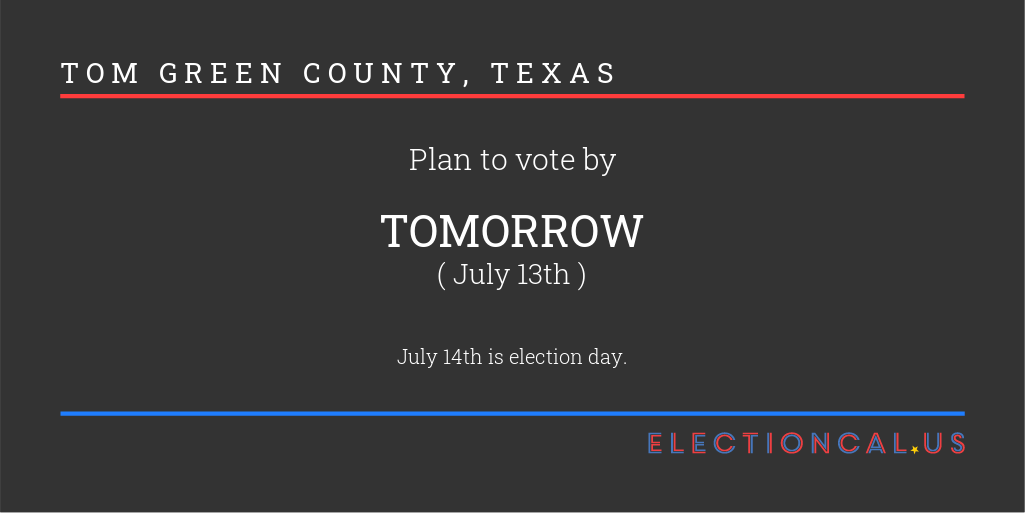 TOM GREEN COUNTY, TEXAS
Plan to vote by
TOMORROW
( July 13th )
July 14th is election day.
ELECTIONCAL.US